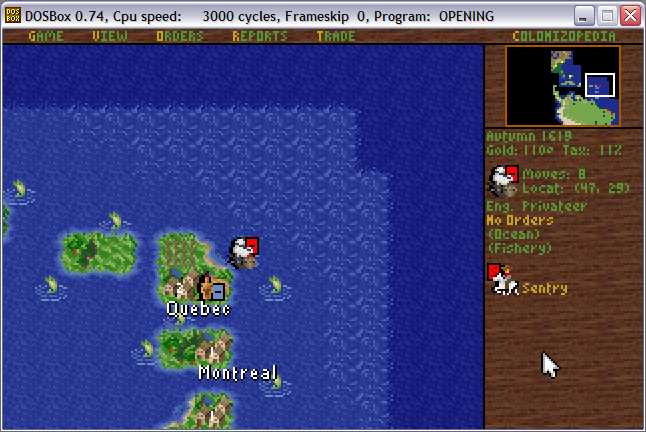 DOSBox 0.74, Cpu speed: 3000 cycles, Frameskip 0, Program: OPENING
GAME VIEW ORDERS REPORTS TRADE COLONIZOPEDIA
Autumn 1619
Gold: 110¢ Tax: 11%
Moves: 8
Locat: (47, 29)
Eng. Privateer
No Orders
(Ocean)
(Fishery)
Sentry
Quebec
Montreal